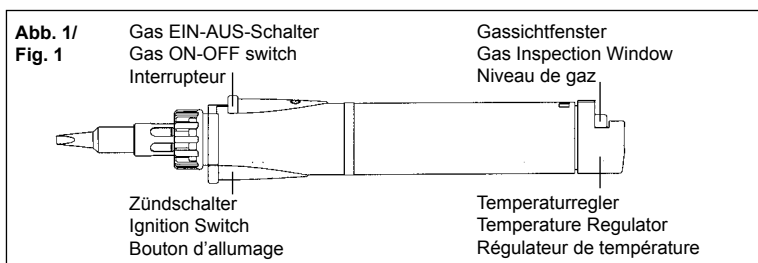 Abb. 1/
Fig. 1
Gas EIN-AUS-Schalter
Gas ON-OFF switch
Interrupteur
Gassichtfenster
Gas Inspection Window
Niveau de gaz
Zündschalter
Ignition Switch
Bouton d'allumage
Temperaturregler
Temperature Regulator
Régulateur de température